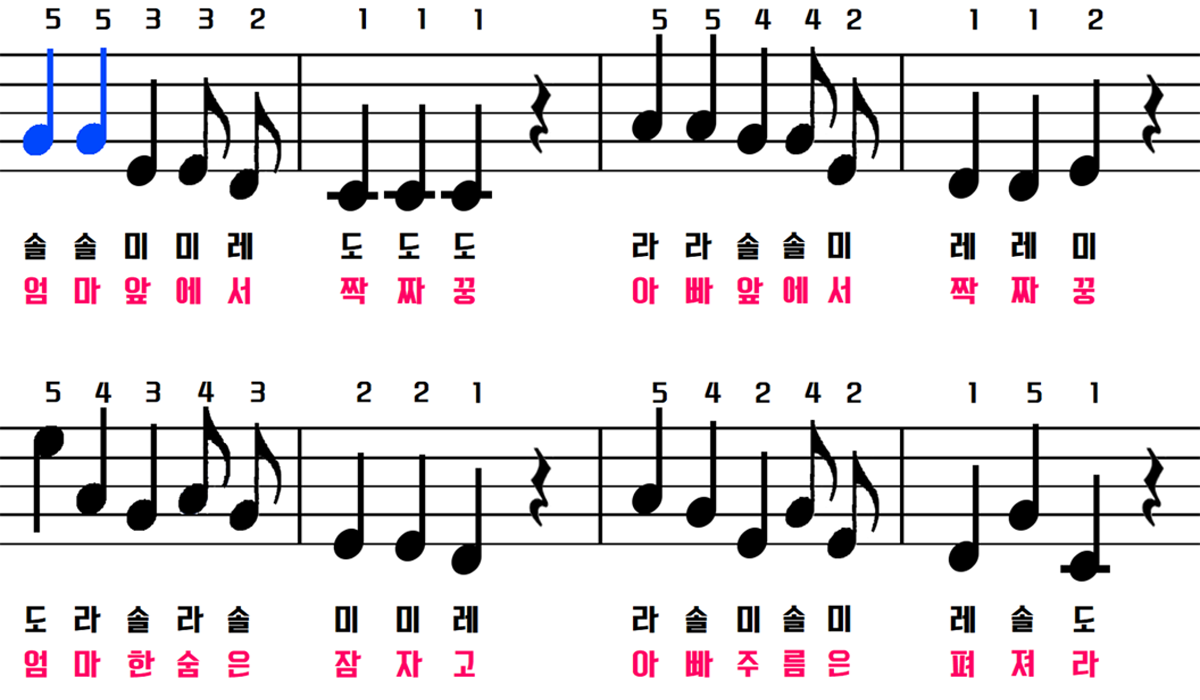 5 5 3 3 2 1 1 1 5 5 4 4 2 1 1 2
솔 솔 미 미 레 도 도 도 라 라 솔 솔 미 레 레 미
엄 마 앞 에 서 짝 짜 꿍 아 빠 앞 에 서 짝 짜 꿍
5 4 3 4 3 2 2 1 5 4 2 4 2 1 5 1
도 라 솔 라 솔 미 미 레 라 솔 미 솔 미 레 솔 도
엄 마 한 숨 은 잠 자 고 아 빠 주 름 은 펴 져 라